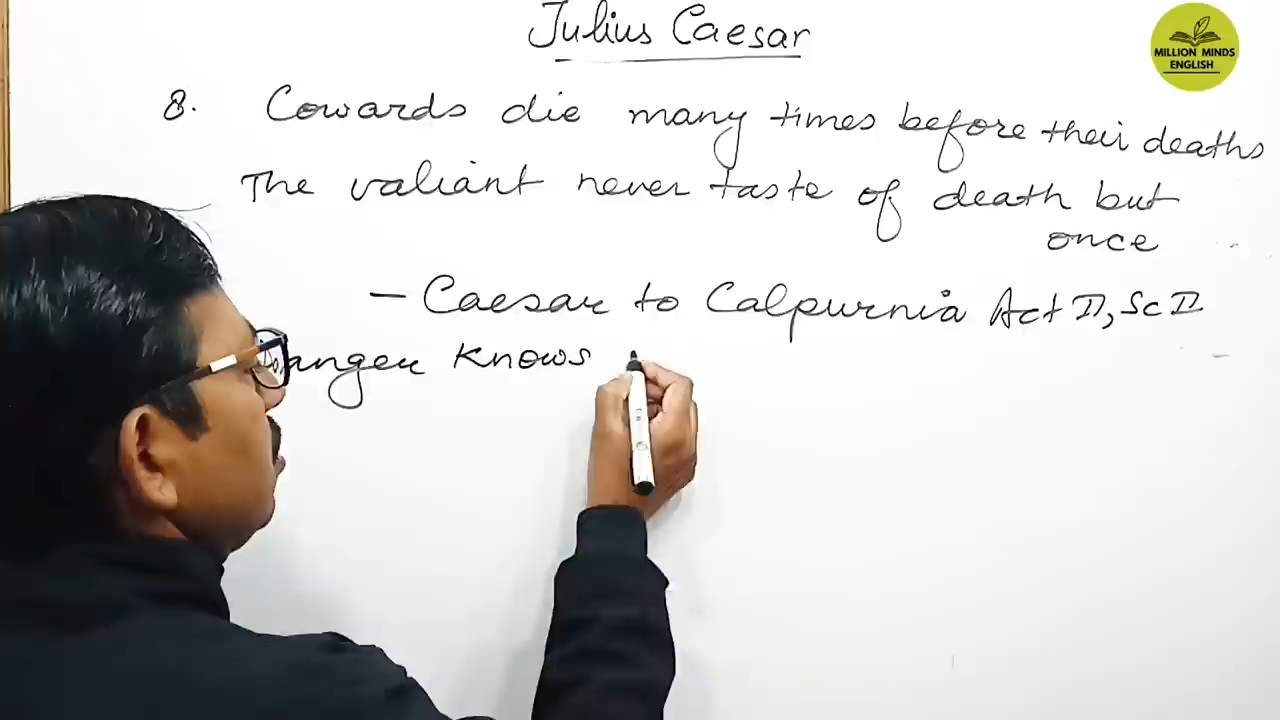 Julius Caesar
MILLION MINDS
ENGLISH
8. Cowards die many times before their deaths
The valiant never taste of death but
once
— Caesar to Calpurnia Act II, Sc II
Danger knows